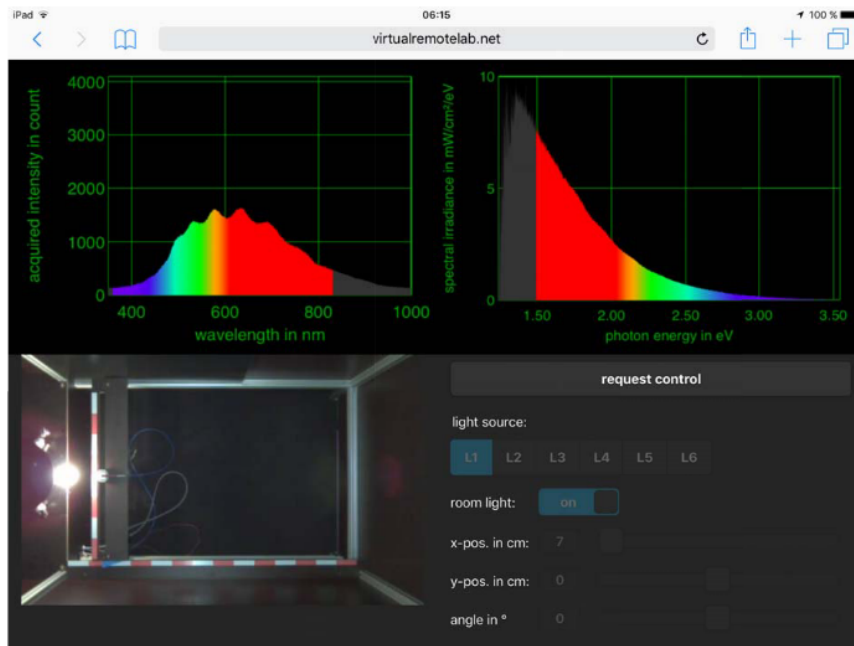 iPad 06:15 100 %
virtualremotelab.net
acquired intensity in count
4000
3000
2000
1000
0
400 600 800 1000
wavelength in nm
spectral irradiance in mW/cm²/eV
10
5
0
1.50 2.00 2.50 3.00 3.50
photon energy in eV
request control
light source:
L1 L2 L3 L4 L5 L6
room light: on
x-pos. in cm: 7
y-pos. in cm: 0
angle in ° 0